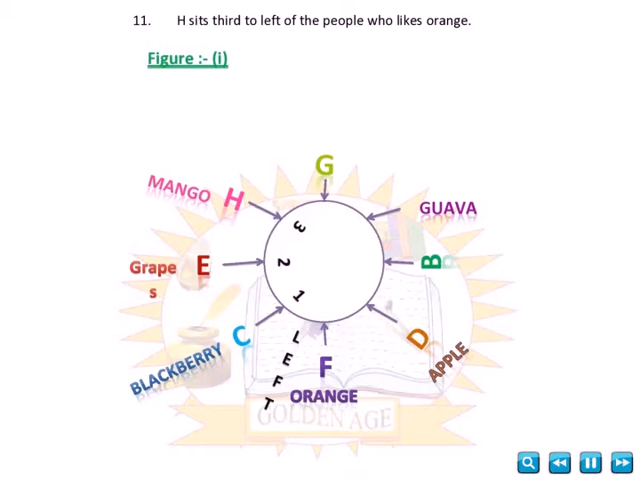 11. H sits third to left of the people who likes orange.
Figure :- (i)
G
MANGO H
GUAVA
3
Grape
s
E
2
B
1
C
D
BLACKBERRY
APPLE
LEFT
F
ORANGE
GOLDEN AGE